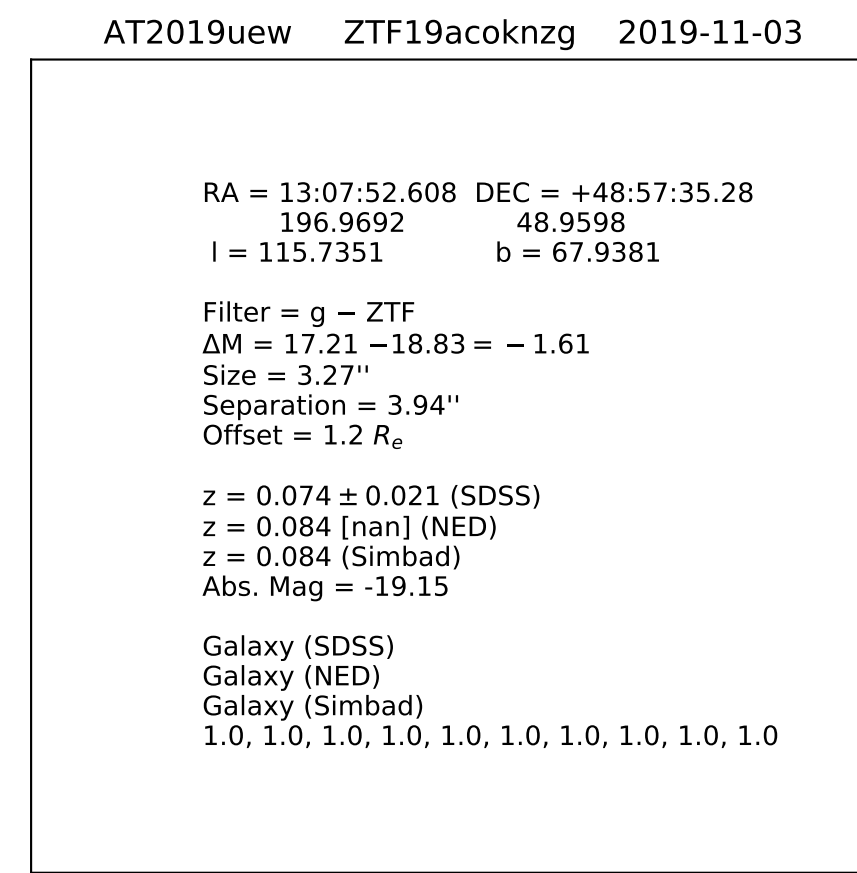 AT2019uew ZTF19acoknzg 2019-11-03
RA = 13:07:52.608 DEC = +48:57:35.28
196.9692 48.9598
l = 115.7351 b = 67.9381
Filter = g − ZTF
ΔM = 17.21 −18.83 = − 1.61
Size = 3.27''
Separation = 3.94''
Offset = 1.2 Re
z = 0.074 ± 0.021 (SDSS)
z = 0.084 [nan] (NED)
z = 0.084 (Simbad)
Abs. Mag = -19.15
Galaxy (SDSS)
Galaxy (NED)
Galaxy (Simbad)
1.0, 1.0, 1.0, 1.0, 1.0, 1.0, 1.0, 1.0, 1.0, 1.0